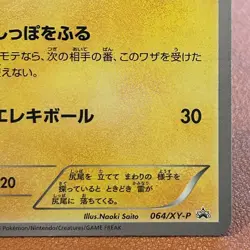 しっぽをふる
モテなら、次の相手の番、このワザを受けた
使えない。
エレキボール 30
20
尻尾を 立てて まわりの 様子を
探っていると ときどき 雷が
尻尾に 落ちてくる。
Illus.Naoki Saito 064/XY-P
Pokémon/Nintendo/Creatures/GAME FREAK